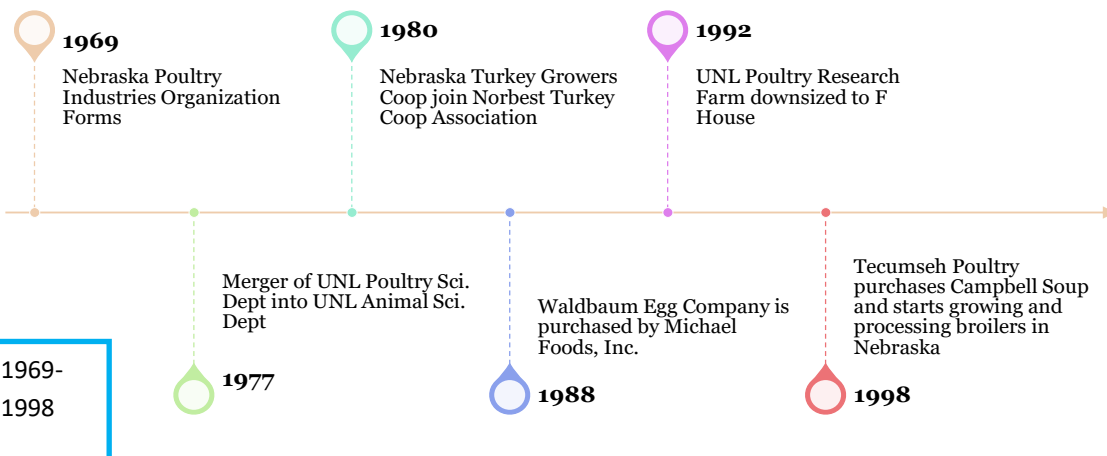 1969
Nebraska Poultry
Industries Organization
Forms
1980
Nebraska Turkey Growers
Coop join Norbest Turkey
Coop Association
1992
UNL Poultry Research
Farm downsized to F
House
Merger of UNL Poultry Sci.
Dept into UNL Animal Sci.
Dept
1977
Waldbaum Egg Company is
purchased by Michael
Foods, Inc.
1988
Tecumseh Poultry
purchases Campbell Soup
and starts growing and
processing broilers in
Nebraska
1998
1969-
1998